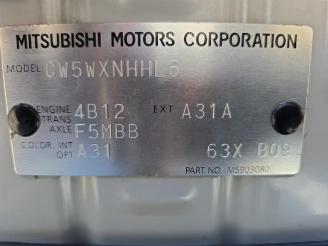 MITSUBISHI MOTORS CORPORATION
MODEL CW5WXNHHL6
ENGINE 4B12 EXT A31A
TRANS AXLE F5MBB
COLOR, INT OPT A31 63X B09
PART NO. MS903080